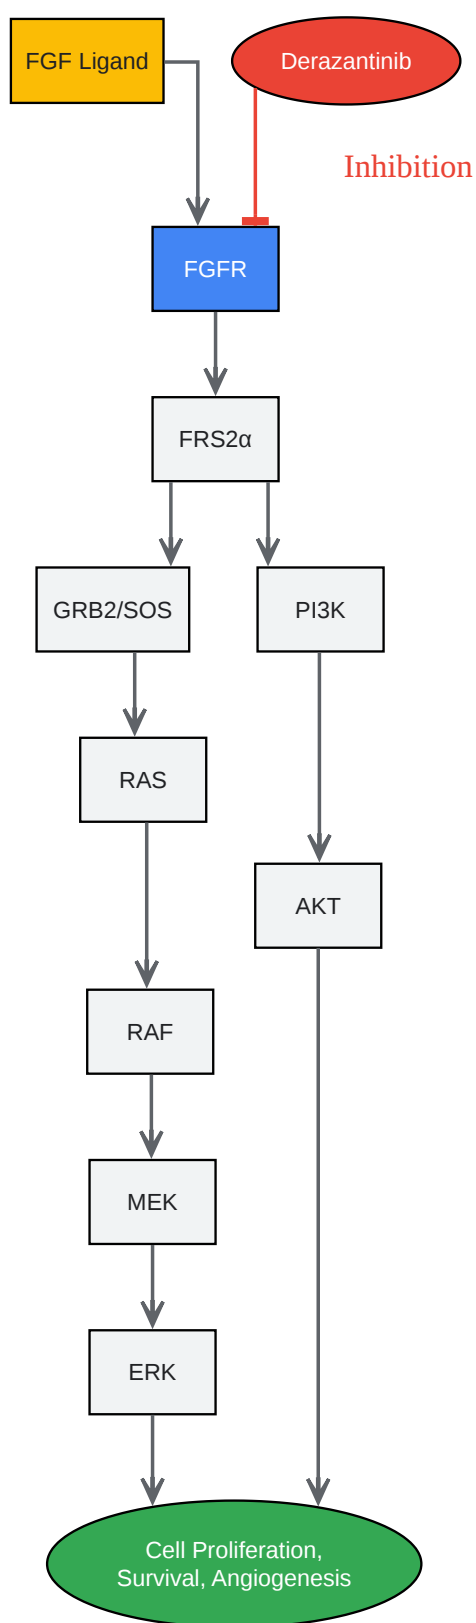 FGF Ligand
Derazantinib
Inhibition
FGFR
FRS2α
GRB2/SOS
PI3K
RAS
AKT
RAF
MEK
ERK
Cell Proliferation,
Survival, Angiogenesis